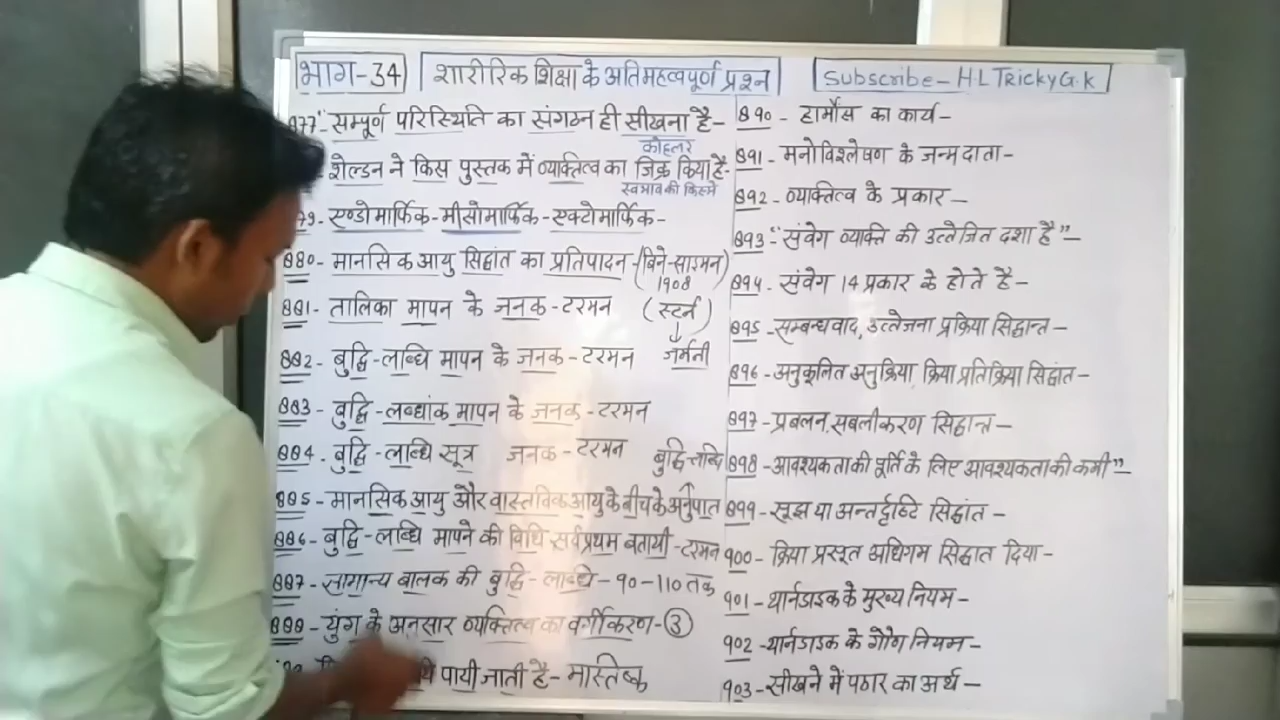 भाग-34 शारीरिक शिक्षा के अतिमहत्वपूर्ण प्रश्न Subscribe - H L Tricky G.K
877 "सम्पूर्ण परिस्थिति का संगठन ही सीखना है-
कोहलर
शेल्डन ने किस पुस्तक में व्यक्तित्व का जिक्र किया है-
स्वभाव की किस्में
79- एण्डोमार्फिक-मीसोमार्फिक-एक्टोमार्फिक-
880- मानसिक आयु सिद्वांत का प्रतिपादन-(बिने-साइमन)
1908
881- तालिका मापन के जनक-टरमन (स्टर्न)
↓
जर्मनी
882- बुद्धि-लब्धि मापन के जनक-टरमन
883- बुद्धि-लब्धांक मापन के जनक-टरमन
884- बुद्धि-लब्धि सूत्र जनक-टरमन बुद्धि लब्धि
885- मानसिक आयु और वास्तविक आयु के बीच के अनुपात
886- बुद्धि-लब्धि मापने की विधि सर्वप्रथम बतायी-टरमन
887- सामान्य बालक की बुद्धि-लब्धि-90-110 तक
888- युंग के अनुसार व्यक्तित्व का वर्गीकरण-③
पायी जाती है-मास्तिष्क
890- हार्मोंस का कार्य-
891- मनोविश्लेषण के जन्मदाता-
892- व्यक्तित्व के प्रकार-
893- "संवेग व्यक्ति की उत्तेजित दशा है"-
894- संवेग 14 प्रकार के होते है-
895- सम्बन्धवाद, उत्तेजना प्रक्रिया सिद्वान्त-
896- अनुकूलित अनुक्रिया, क्रिया प्रतिक्रिया सिद्वांत-
897- प्रबलन, सबलीकरण सिद्वान्त-
898- आवश्यकता की पूर्ति के लिए आवश्यकता की कमी"-
899- सूझ या अन्तर्दृष्टि सिद्वांत-
900- क्रिया प्रस्तूत अधिगम सिद्वांत दिया-
901- थार्नडाइक के मुख्य नियम-
902- थार्नडाइक के गौण नियम-
903- सीखने में पठार का अर्थ-